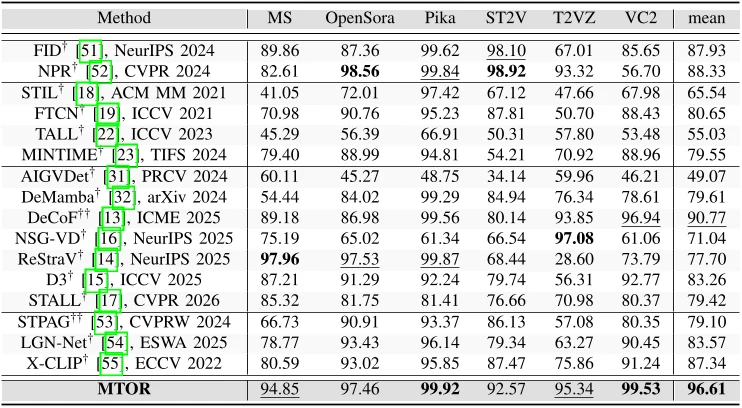 Method MS OpenSora Pika ST2V T2VZ VC2 mean
FID† [51], NeurIPS 2024 89.86 87.36 99.62 98.10 67.01 85.65 87.93
NPR† [52], CVPR 2024 82.61 98.56 99.84 98.92 93.32 56.70 88.33
STIL† [18], ACM MM 2021 41.05 72.01 97.42 67.12 47.66 67.98 65.54
FTCN† [19], ICCV 2021 70.98 90.76 95.23 87.81 50.70 88.43 80.65
TALL† [22], ICCV 2023 45.29 56.39 66.91 50.31 57.80 53.48 55.03
MINTIME† [23], TIFS 2024 79.40 88.99 94.81 54.21 70.92 88.96 79.55
AIGVDet† [31], PRCV 2024 60.11 45.27 48.75 34.14 59.96 46.21 49.07
DeMamba† [32], arXiv 2024 54.44 84.02 99.29 84.94 76.34 78.61 79.61
DeCoF†† [13], ICME 2025 89.18 86.98 99.56 80.14 93.85 96.94 90.77
NSG-VD† [16], NeurIPS 2025 75.19 65.02 61.34 66.54 97.08 61.06 71.04
ReStraV† [14], NeurIPS 2025 97.96 97.53 99.87 68.44 28.60 73.79 77.70
D3† [15], ICCV 2025 87.21 91.29 92.24 79.74 56.31 92.77 83.26
STALL† [17], CVPR 2026 85.32 81.75 81.41 76.66 70.98 80.37 79.42
STPAG†† [53], CVPRW 2024 66.73 90.91 93.37 86.13 57.08 80.35 79.10
LGN-Net† [54], ESWA 2025 78.77 93.43 96.14 79.34 63.27 90.45 83.57
X-CLIP† [55], ECCV 2022 80.59 93.02 95.85 87.47 75.86 91.24 87.34
MTOR 94.85 97.46 99.92 92.57 95.34 99.53 96.61